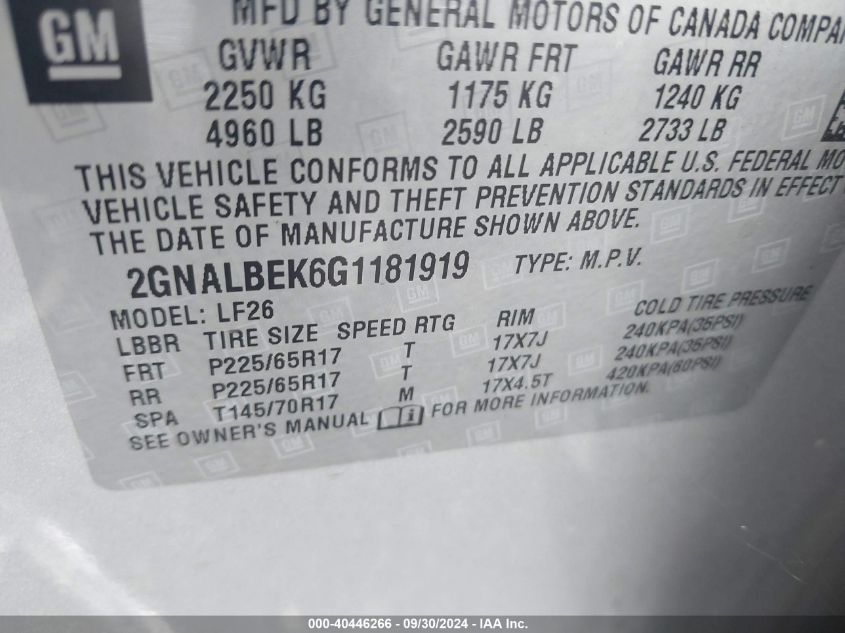 GM
MFD BY GENERAL MOTORS OF CANADA
GVWR GAWR FRT GAWR RR
2250 KG 1175 KG 1240 KG
4960 LB 2590 LB 2733 LB
THIS VEHICLE CONFORMS TO ALL APPLICABLE U.S. FEDERAL
VEHICLE SAFETY AND THEFT PREVENTION STANDARDS IN EFFECT
THE DATE OF MANUFACTURE SHOWN ABOVE.
2GNALBEK6G1181919 TYPE: M.P.V.
MODEL: LF26
LBBR TIRE SIZE SPEED RTG RIM COLD TIRE PRESSURE
FRT P225/65R17 T 17X7J 240KPA(35PSI)
RR P225/65R17 T 17X7J 240KPA(35PSI)
SPA T145/70R17 M 17X4.5T 420KPA(60PSI)
SEE OWNER'S MANUAL FOR MORE INFORMATION.
000-40446266 - 09/30/2024 - IAA Inc.